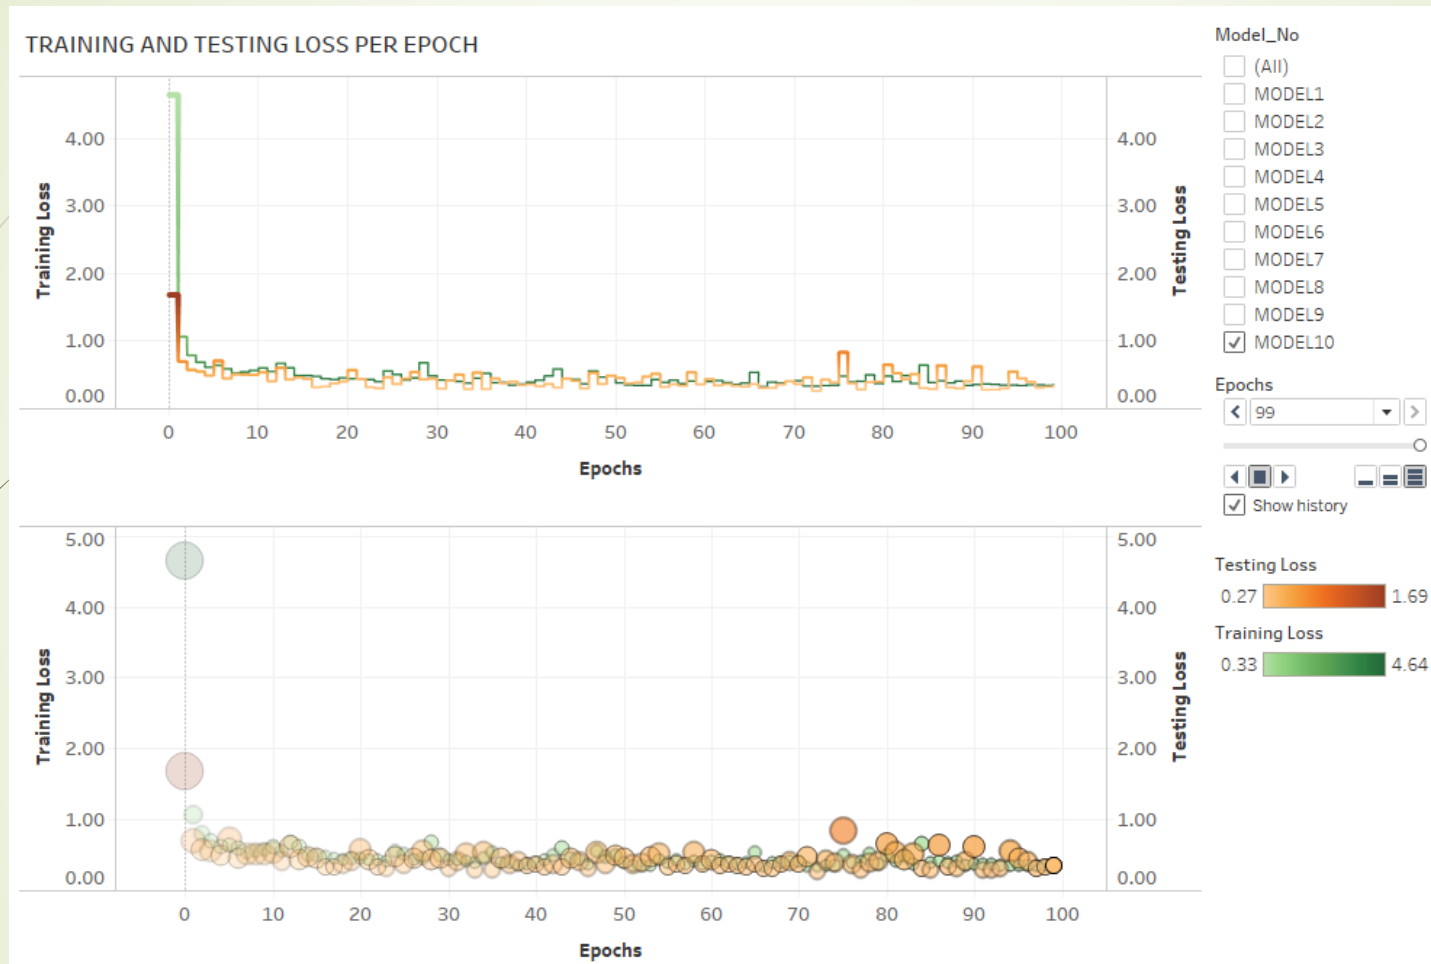 TRAINING AND TESTING LOSS PER EPOCH
Training Loss
4.00
3.00
2.00
1.00
0.00
4.00
3.00
2.00
1.00
0.00
Testing Loss
0 10 20 30 40 50 60 70 80 90 100
Epochs
Training Loss
5.00
4.00
3.00
2.00
1.00
0.00
5.00
4.00
3.00
2.00
1.00
0.00
Testing Loss
0 10 20 30 40 50 60 70 80 90 100
Epochs
Model_No
(All)
MODEL1
MODEL2
MODEL3
MODEL4
MODEL5
MODEL6
MODEL7
MODEL8
MODEL9
MODEL10
Epochs
99
Show history
Testing Loss
0.27 1.69
Training Loss
0.33 4.64